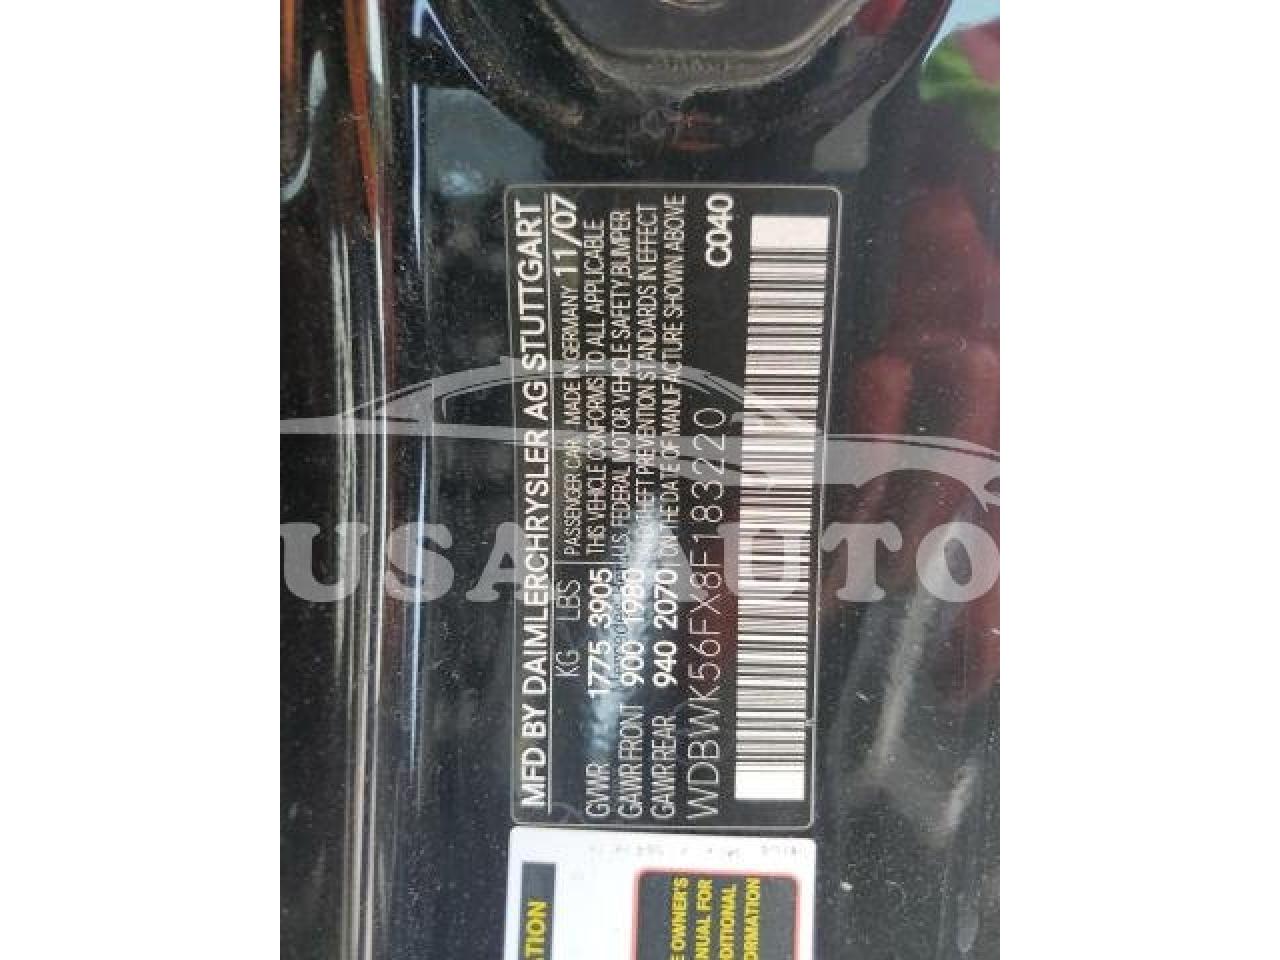 MFD BY DAIMLERCHRYSLER AG STUTTGART
KG LBS PASSENGER CAR MADE IN GERMANY 11/07
GVWR 1775 3905 THIS VEHICLE CONFORMS TO ALL APPLICABLE
GAWR FRONT 900 1980 U.S. FEDERAL MOTOR VEHICLE SAFETY, BUMPER
GAWR REAR 940 2070 AND THEFT PREVENTION STANDARDS IN EFFECT
ON THE DATE OF MANUFACTURE SHOWN ABOVE
WDBWK56FX8F183220 C040
USA AUTO
OWNER'S
FOR